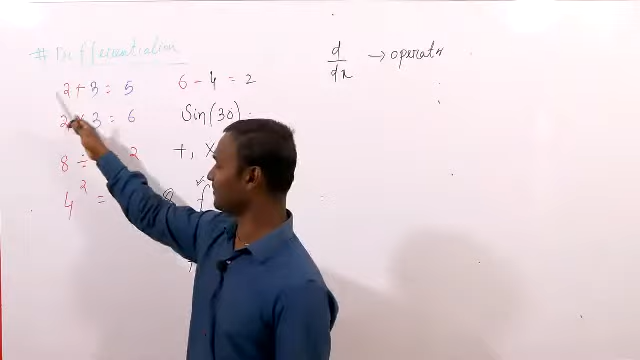 # Differentiation
2 + 3 = 5
2 × 3 = 6
8 ÷ 2
4² =
6 - 4 = 2
Sin(30) =
+, ×
d/dx → operator